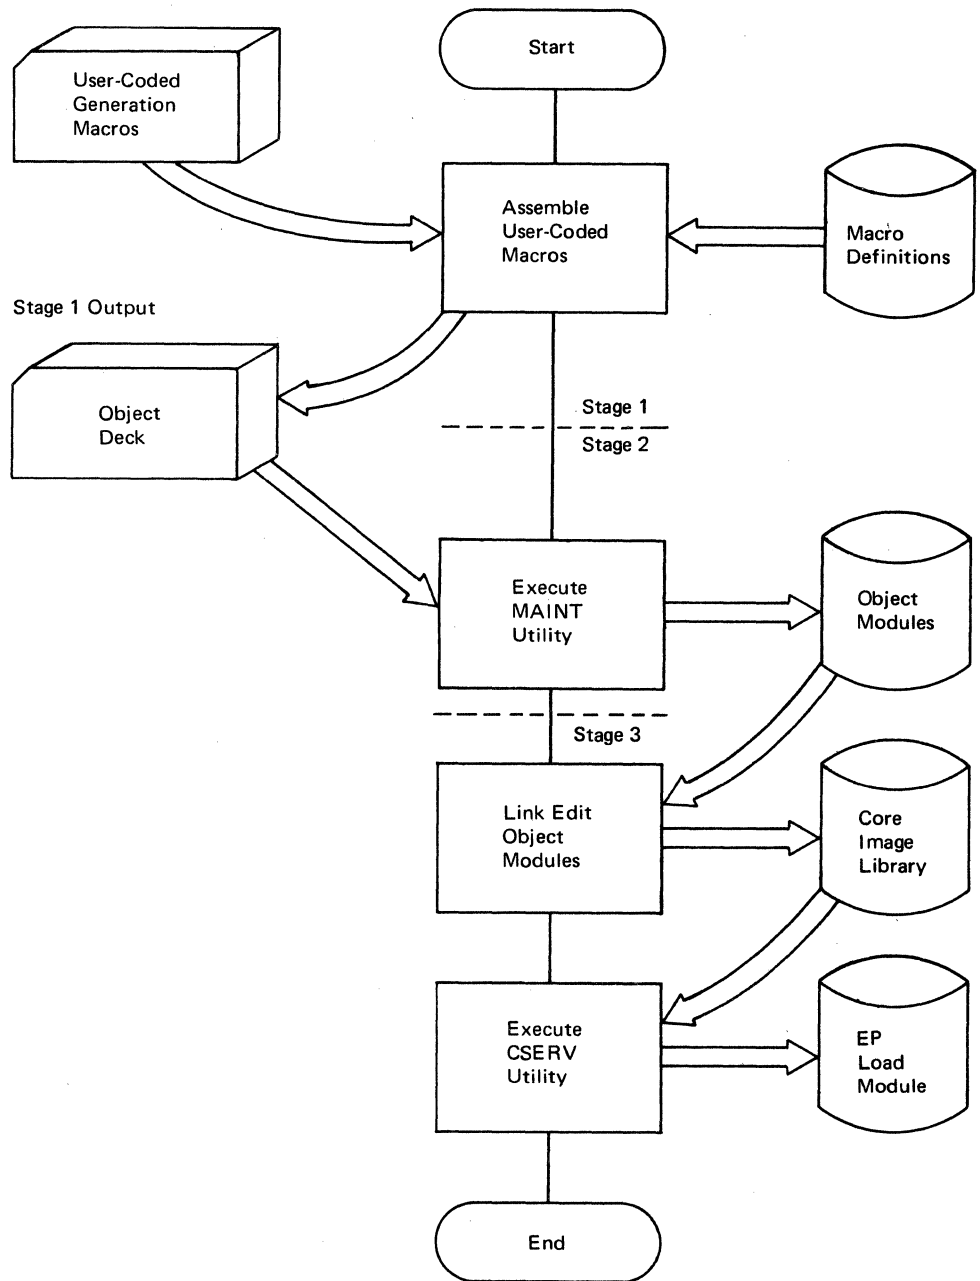 Start
User-Coded
Generation
Macros
Assemble
User-Coded
Macros
Macro
Definitions
Stage 1 Output
Object
Deck
Stage 1
Stage 2
Execute
MAINT
Utility
Object
Modules
Stage 3
Link Edit
Object
Modules
Core
Image
Library
Execute
CSERV
Utility
EP
Load
Module
End